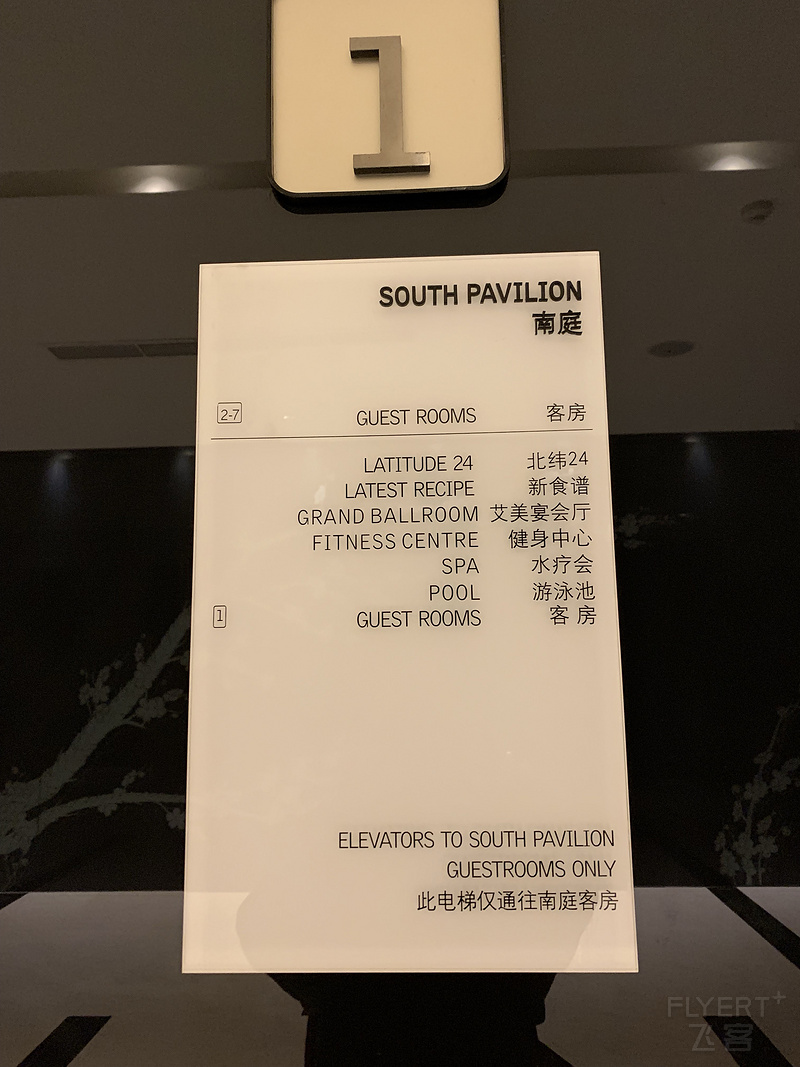 1
SOUTH PAVILION
南庭
2-7 GUEST ROOMS 客房
LATITUDE 24 北纬24
LATEST RECIPE 新食谱
GRAND BALLROOM 艾美宴会厅
FITNESS CENTRE 健身中心
SPA 水疗会
POOL 游泳池
1 GUEST ROOMS 客 房
ELEVATORS TO SOUTH PAVILION
GUESTROOMS ONLY
此电梯仅通往南庭客房
FLYERT+
飞客